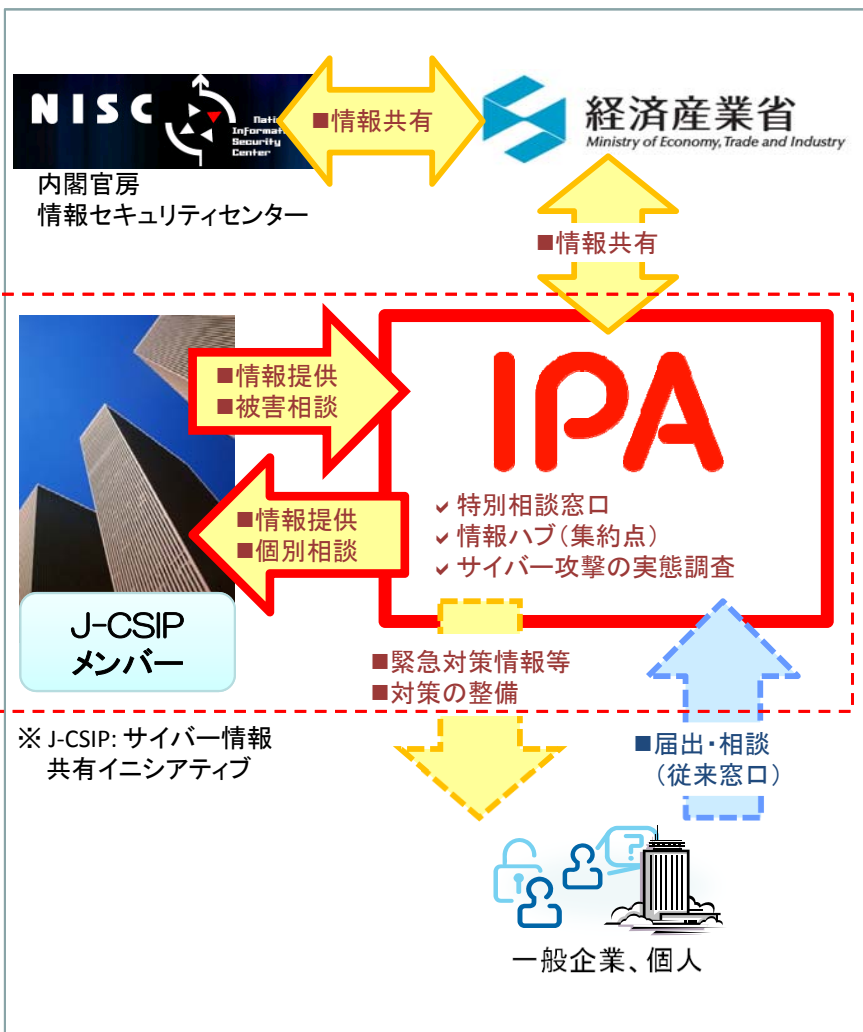 NISC
National
Information
Security
Center
■情報共有
経済産業省
Ministry of Economy, Trade and Industry
内閣官房
情報セキュリティセンター
■情報共有
■情報提供
■被害相談
IPA
■情報提供
■個別相談
✓特別相談窓口
✓情報ハブ(集約点)
✓サイバー攻撃の実態調査
J-CSIP
メンバー
■緊急対策情報等
■対策の整備
※ J-CSIP: サイバー情報
共有イニシアティブ
■届出・相談
(従来窓口)
?
一般企業、個人